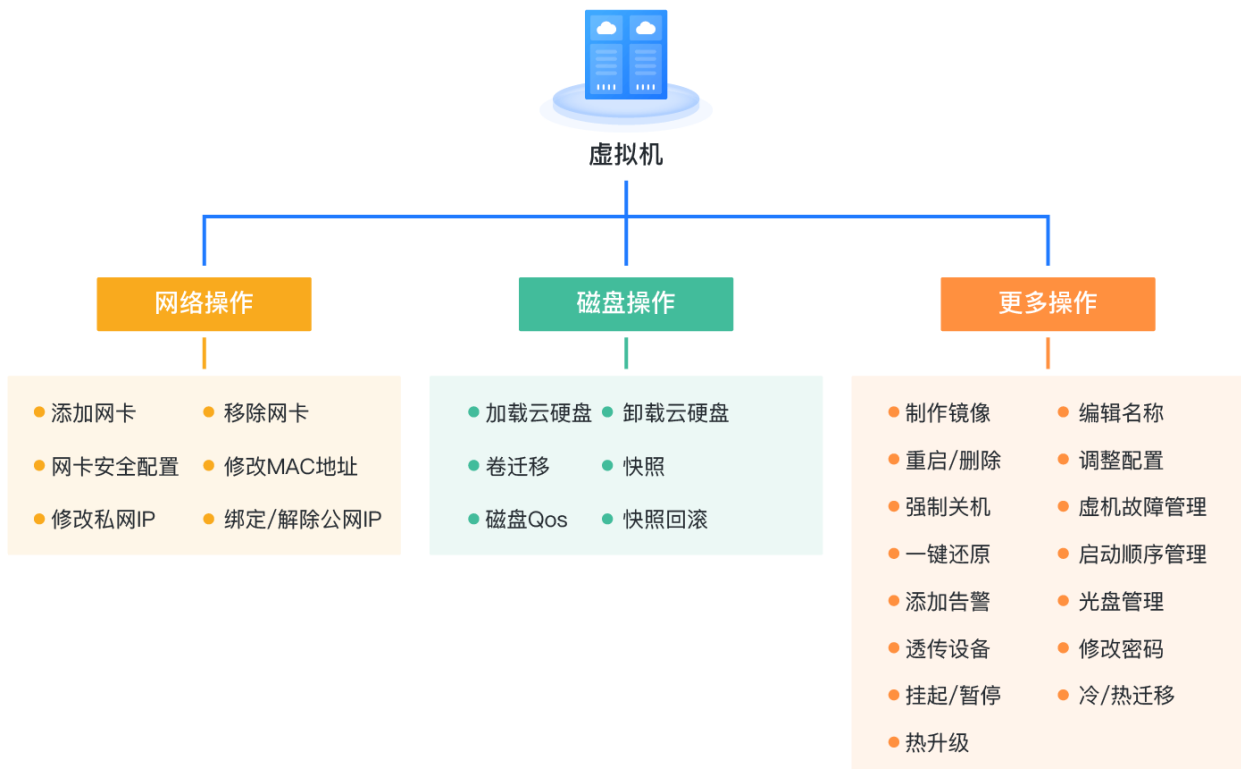 虚拟机
网络操作
添加网卡 移除网卡
网卡安全配置 修改MAC地址
修改私网IP 绑定/解除公网IP
磁盘操作
加载云硬盘 卸载云硬盘
卷迁移 快照
磁盘Qos 快照回滚
更多操作
制作镜像 编辑名称
重启/删除 调整配置
强制关机 虚机故障管理
一键还原 启动顺序管理
添加告警 光盘管理
透传设备 修改密码
挂起/暂停 冷/热迁移
热升级